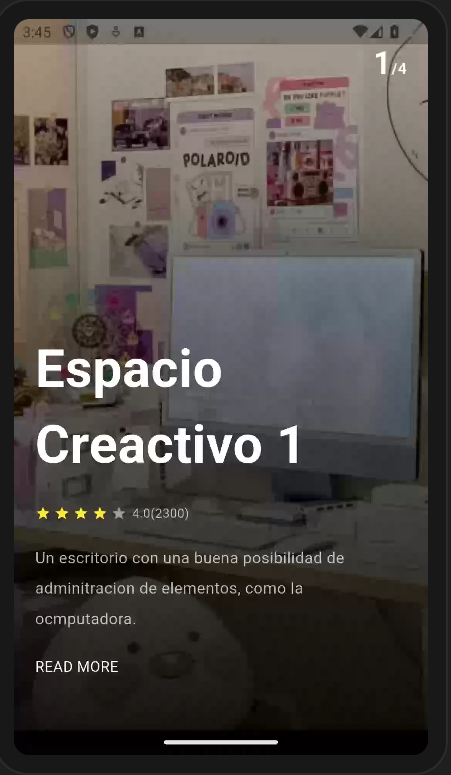 3:45
1/4
POLAROID
Espacio
Creactivo 1
4.0(2300)
Un escritorio con una buena posibilidad de
adminitracion de elementos, como la
ocmputadora.
READ MORE